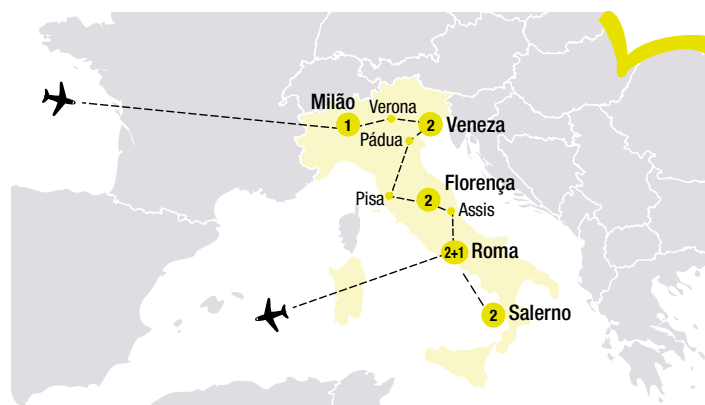 Milão
Verona
1
2
Veneza
Pádua
Florença
Pisa
2
Assis
2+1
Roma
2
Salerno